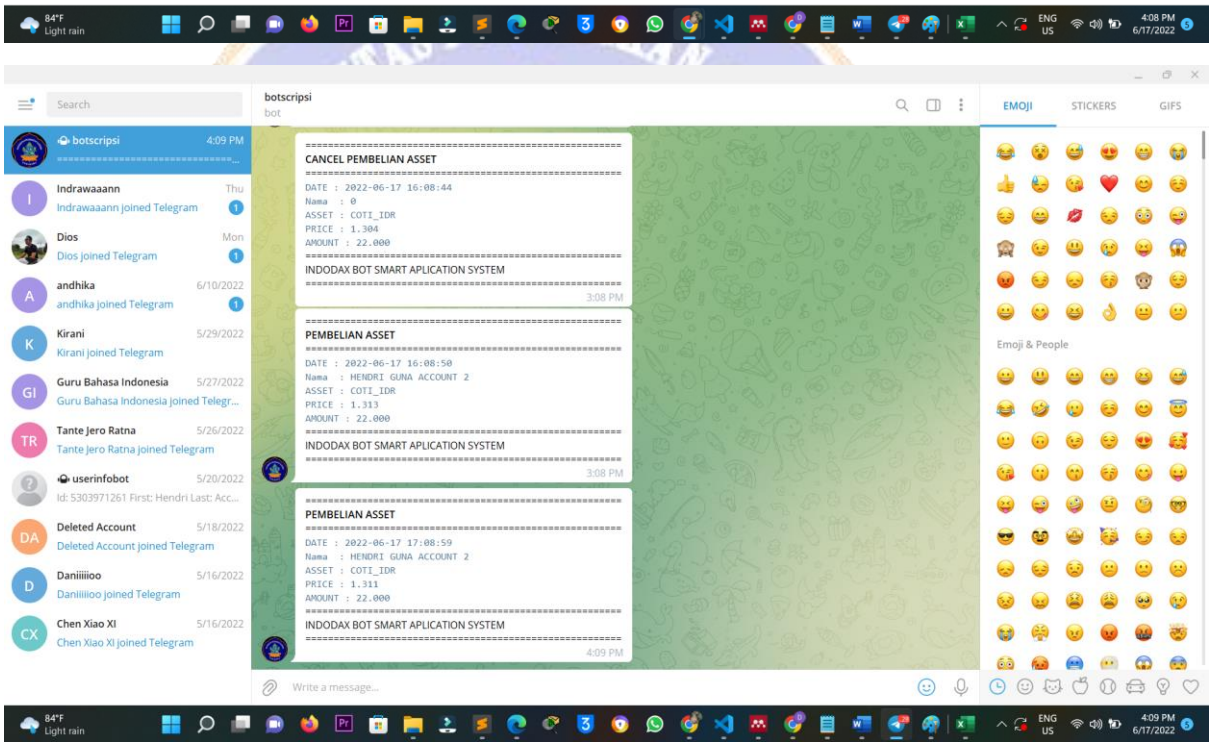 84°F
Light rain
ENG
US
4:08 PM
6/17/2022
5
Search
botscripsi
bot
EMOJI STICKERS GIFS
botscripsi 4:09 PM
================================...
Indrawaaann Thu
Indrawaaann joined Telegram 1
Dios Mon
Dios joined Telegram 1
andhika 6/10/2022
andhika joined Telegram 1
Kirani 5/29/2022
Kirani joined Telegram
Guru Bahasa Indonesia 5/27/2022
Guru Bahasa Indonesia joined Telegr...
Tante Jero Ratna 5/26/2022
Tante Jero Ratna joined Telegram
userinfobot 5/20/2022
Id: 5303971261 First: Hendri Last: Acc...
Deleted Account 5/18/2022
Deleted Account joined Telegram
Daniiiiioo 5/16/2022
Daniiiiioo joined Telegram
Chen Xiao XI 5/16/2022
Chen Xiao XI joined Telegram
I
A
K
GI
TR
DA
D
CX
CANCEL PEMBELIAN ASSET
DATE : 2022-06-17 16:08:44
Nama : 0
ASSET : COTI_IDR
PRICE : 1.304
AMOUNT : 22.000
INDODAX BOT SMART APLICATION SYSTEM
3:08 PM
PEMBELIAN ASSET
DATE : 2022-06-17 16:08:50
Nama : HENDRI GUNA ACCOUNT 2
ASSET : COTI_IDR
PRICE : 1.313
AMOUNT : 22.000
INDODAX BOT SMART APLICATION SYSTEM
3:08 PM
PEMBELIAN ASSET
DATE : 2022-06-17 17:08:59
Nama : HENDRI GUNA ACCOUNT 2
ASSET : COTI_IDR
PRICE : 1.311
AMOUNT : 22.000
INDODAX BOT SMART APLICATION SYSTEM
4:09 PM
Emoji & People
Write a message...
84°F
Light rain
ENG
US
4:09 PM
6/17/2022
5